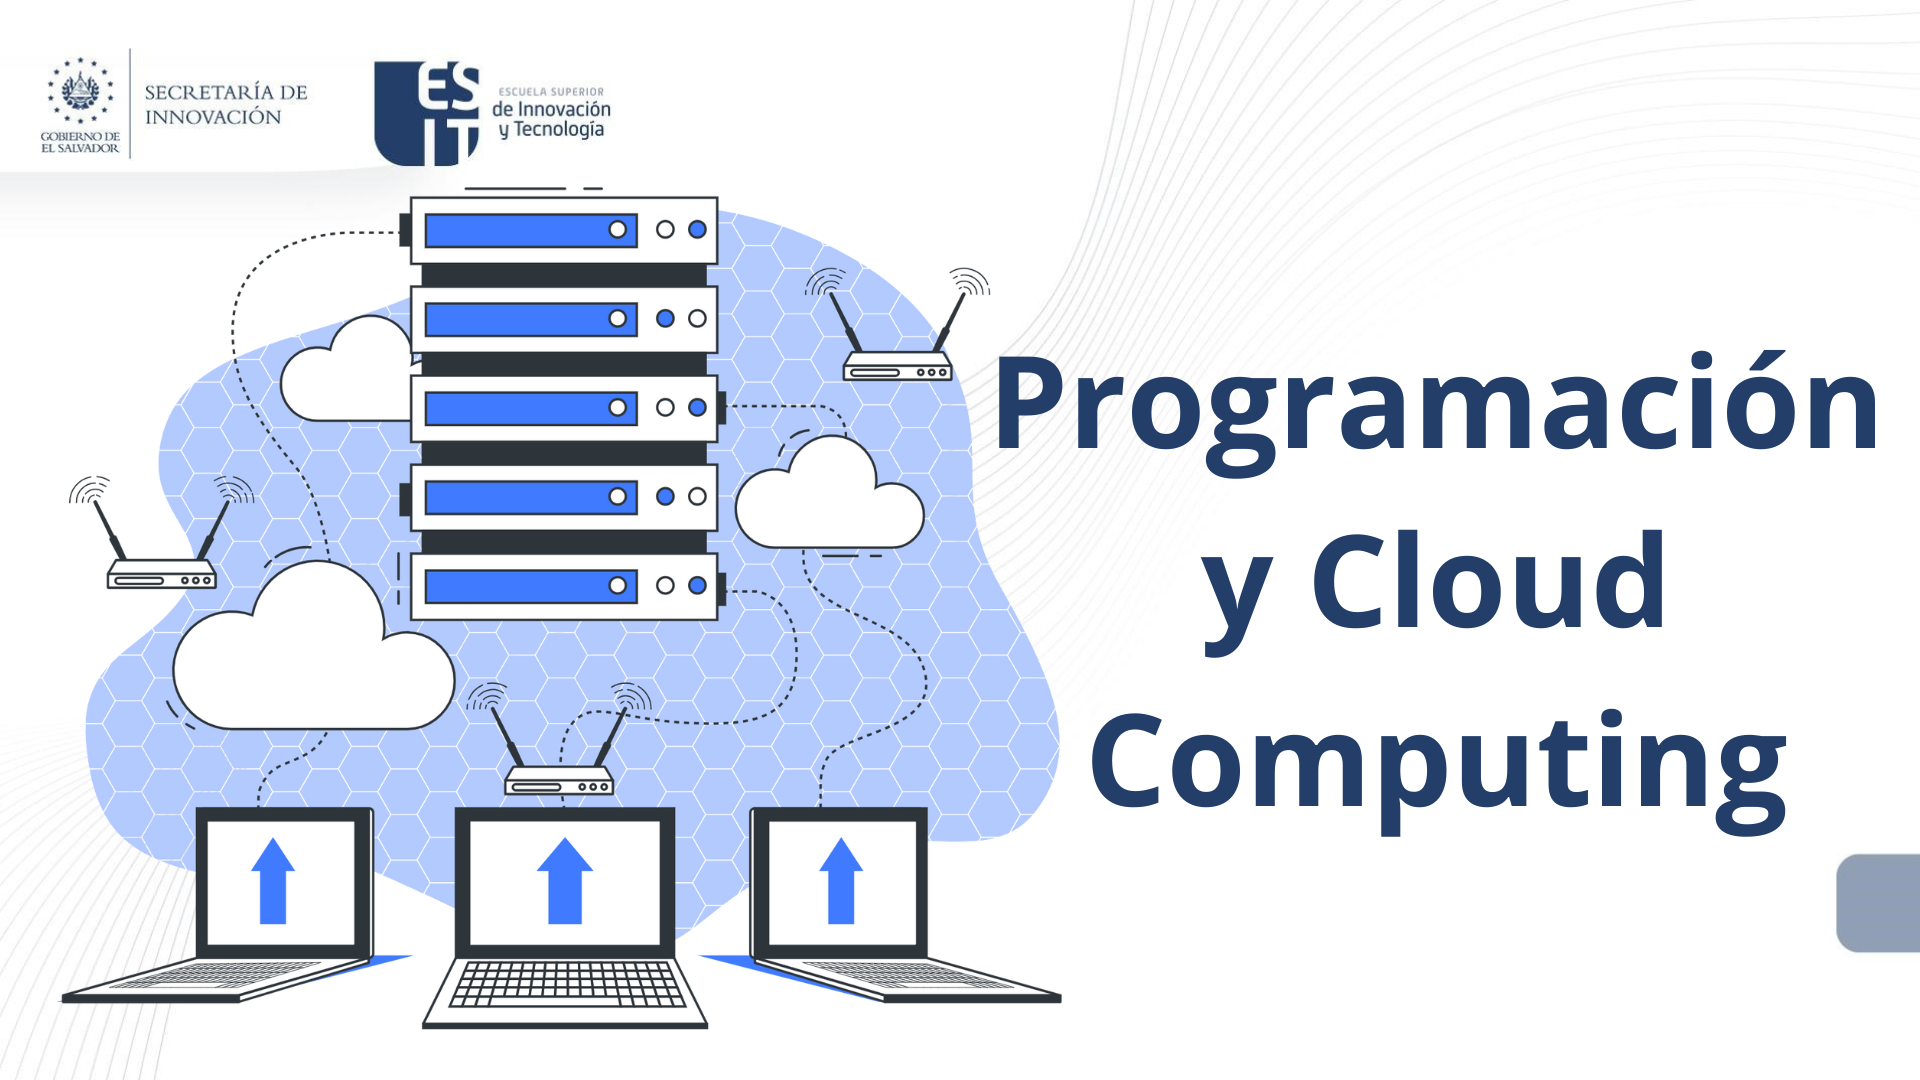 GOBIERNO DE
EL SALVADOR
SECRETARÍA DE
INNOVACIÓN
ES
IT
ESCUELA SUPERIOR
de Innovación
y Tecnología
Programación
y Cloud
Computing